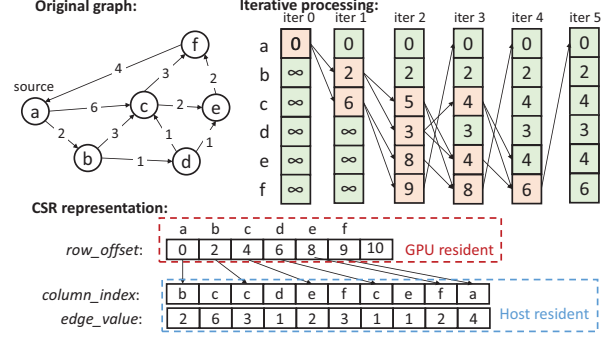 Original graph:
Iterative processing:
iter 0 iter 1 iter 2 iter 3 iter 4 iter 5
a 0 0 0 0 0
b ∞ 2 2 2 2 2
c ∞ 6 5 4 4 4
d ∞ ∞ 3 3 3 3
e ∞ ∞ 8 4 4 4
f ∞ ∞ 9 8 6 6
f
4
3
2
source
a
6
c
2
e
2
3
1
1
b
1
d
CSR representation:
a b c d e f
row_offset: 0 2 4 6 8 9 10
GPU resident
column_index: b c c d e f c e f a
edge_value: 2 6 3 1 2 3 1 1 2 4
Host resident